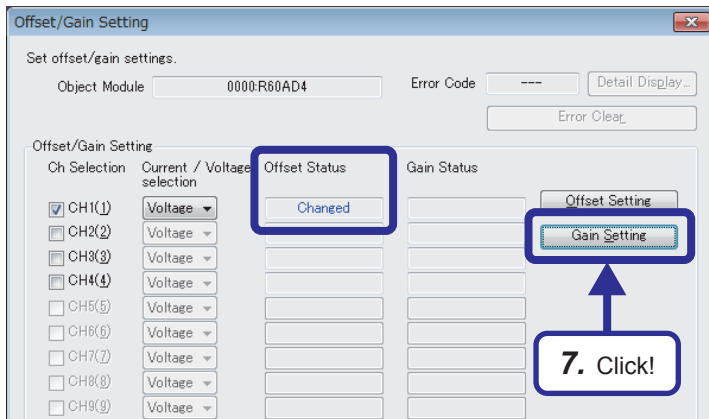 Offset/Gain Setting
Set offset/gain settings.
Object Module 0000:R60AD4 Error Code --- Detail Display...
Error Clear
Offset/Gain Setting
Ch Selection Current / Voltage selection Offset Status Gain Status
CH1(1) Voltage Changed Offset Setting
CH2(2) Voltage Gain Setting
CH3(3) Voltage
CH4(4) Voltage
CH5(5) Voltage
CH6(6) Voltage
CH7(7) Voltage
CH8(8) Voltage
CH9(9) Voltage
7. Click!